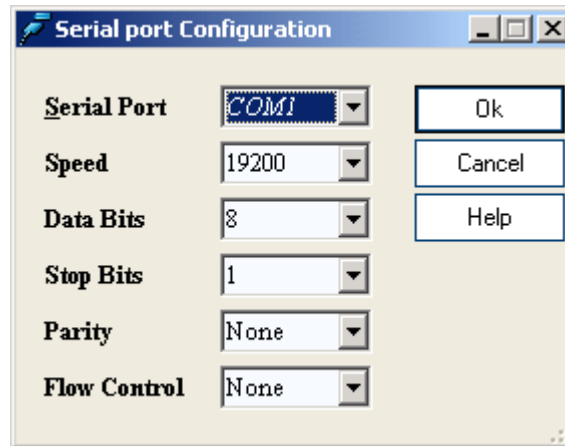 Serial port Configuration
Serial Port COM1 Ok
Speed 19200 Cancel
Data Bits 8 Help
Stop Bits 1
Parity None
Flow Control None